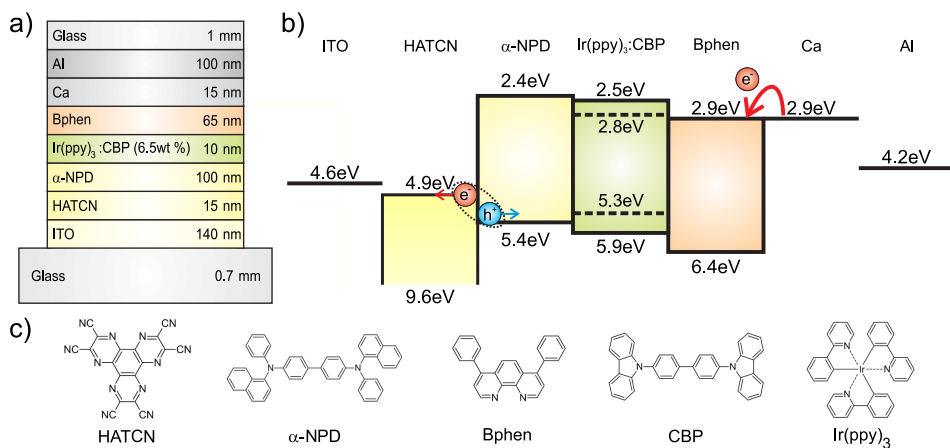 a)
Glass 1 mm
Al 100 nm
Ca 15 nm
Bphen 65 nm
Ir(ppy)₃:CBP (6.5wt %) 10 nm
α-NPD 100 nm
HATCN 15 nm
ITO 140 nm
Glass 0.7 mm
b)
ITO HATCN α-NPD Ir(ppy)₃:CBP Bphen Ca Al
2.4eV 2.5eV e⁻
2.8eV 2.9eV 2.9eV
4.6eV 4.9eV e⁻ 4.2eV
h⁺ 5.3eV
5.4eV 5.9eV
6.4eV
9.6eV
c)
CN CN
NC N N CN
N N
NC N N CN
N N
NC CN
HATCN
N N
α-NPD
N N
Bphen
N N
CBP
N
Ir N
N
Ir(ppy)₃